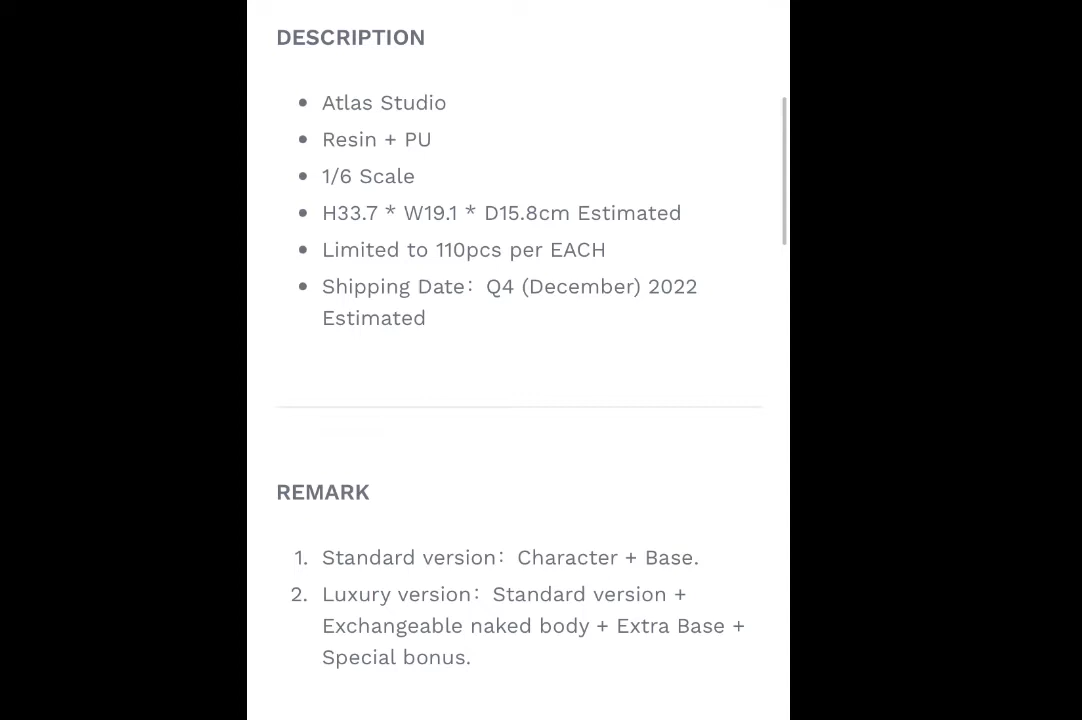 DESCRIPTION
• Atlas Studio
• Resin + PU
• 1/6 Scale
• H33.7 * W19.1 * D15.8cm Estimated
• Limited to 110pcs per EACH
• Shipping Date： Q4 (December) 2022
Estimated
REMARK
1. Standard version： Character + Base.
2. Luxury version： Standard version +
Exchangeable naked body + Extra Base +
Special bonus.